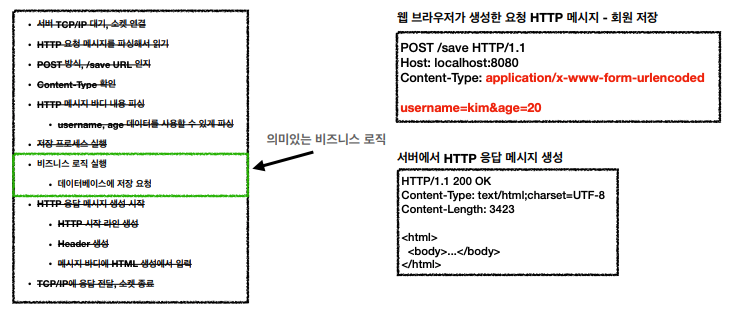 서버 TCP/IP 대기, 소켓 연결
HTTP 요청 메시지를 파싱해서 읽기
POST 방식, /save URL 인지
Content-Type 확인
HTTP 메시지 바디 내용 파싱
username, age 데이터를 사용할 수 있게 파싱
저장 프로세스 실행
비즈니스 로직 실행
데이터베이스에 저장 요청
HTTP 응답 메시지 생성 시작
HTTP 시작 라인 생성
Header 생성
메시지 바디에 HTML 생성에서 입력
TCP/IP에 응답 전달, 소켓 종료
의미있는 비즈니스 로직
웹 브라우저가 생성한 요청 HTTP 메시지 - 회원 저장
POST /save HTTP/1.1
Host: localhost:8080
Content-Type: application/x-www-form-urlencoded
username=kim&age=20
서버에서 HTTP 응답 메시지 생성
HTTP/1.1 200 OK
Content-Type: text/html;charset=UTF-8
Content-Length: 3423
<html>
<body>...</body>
</html>